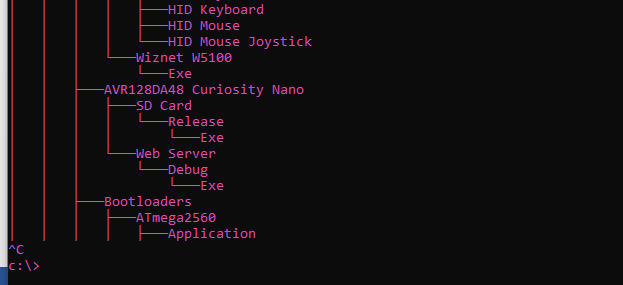 HID Keyboard
HID Mouse
HID Mouse Joystick
Wiznet W5100
Exe
AVR128DA48 Curiosity Nano
SD Card
Release
Exe
Web Server
Debug
Exe
Bootloaders
ATmega2560
Application
^C
c:\>